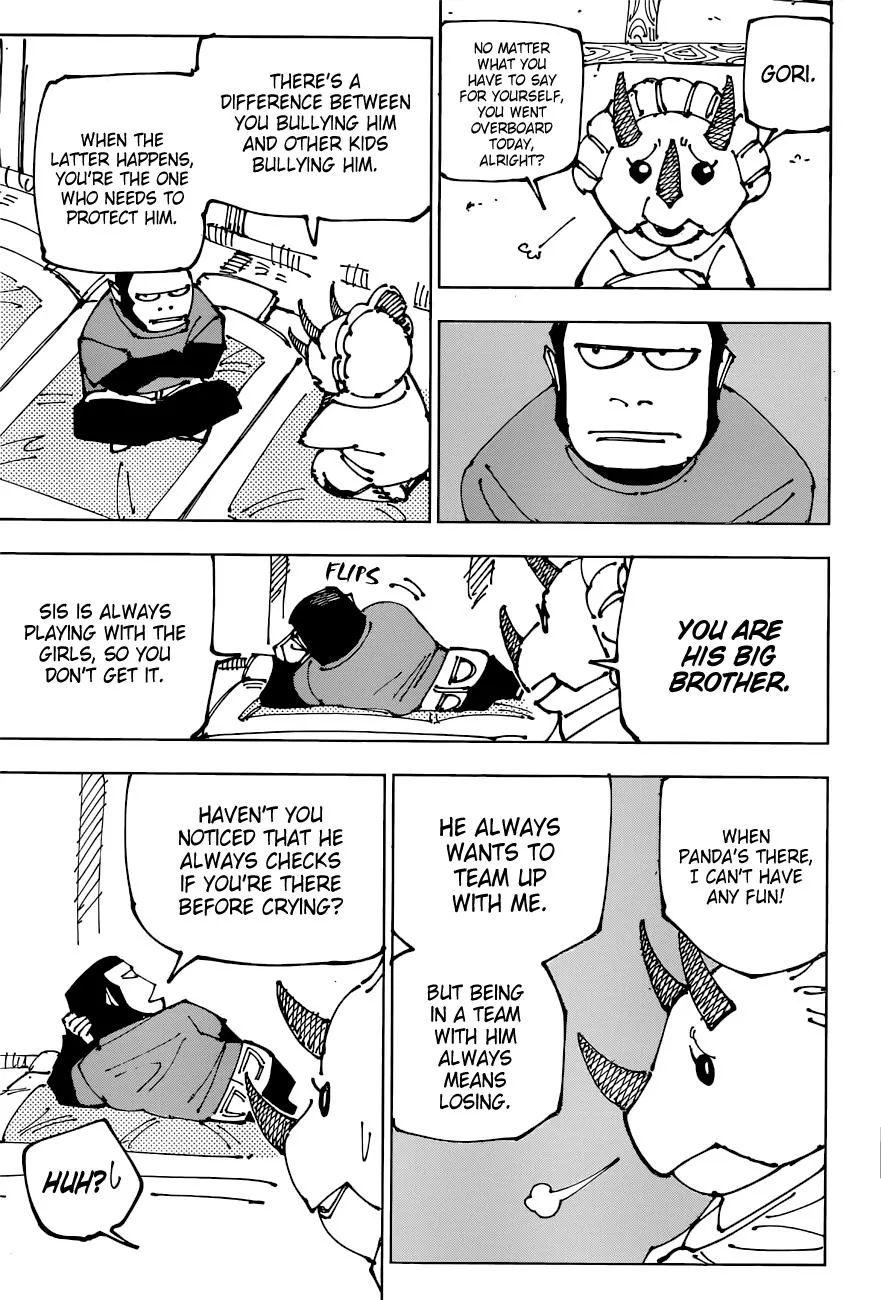 GORI.
NO MATTER
WHAT YOU
HAVE TO SAY
FOR YOURSELF,
YOU WENT
OVERBOARD
TODAY,
ALRIGHT?
THERE'S A
DIFFERENCE BETWEEN
YOU BULLYING HIM
AND OTHER KIDS
BULLYING HIM.
WHEN THE
LATTER HAPPENS,
YOU'RE THE ONE
WHO NEEDS TO
PROTECT HIM.
YOU ARE
HIS BIG
BROTHER.
FLIPS
SIS IS ALWAYS
PLAYING WITH THE
GIRLS, SO YOU
DON'T GET IT.
WHEN
PANDA'S THERE,
I CAN'T HAVE
ANY FUN!
HE ALWAYS
WANTS TO
TEAM UP
WITH ME.
BUT BEING
IN A TEAM
WITH HIM
ALWAYS
MEANS
LOSING.
HAVEN'T YOU
NOTICED THAT HE
ALWAYS CHECKS
IF YOU'RE THERE
BEFORE CRYING?
HUH?